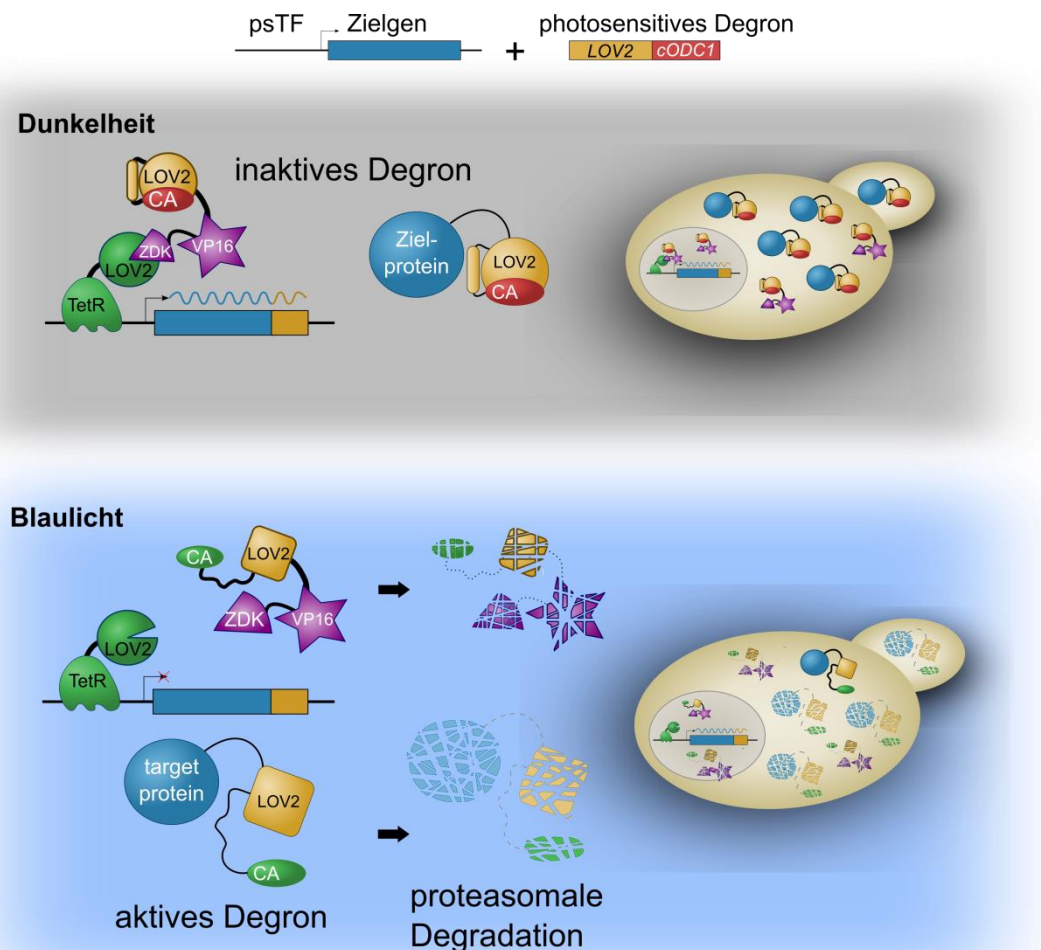 psTF Zielgen photosensitives Degron
+ LOV2 cODC1
Dunkelheit
inaktives Degron
LOV2
CA
ZDK
VP16
LOV2
TetR
Ziel-
protein
LOV2
CA
Blaulicht
CA
LOV2
ZDK
VP16
LOV2
TetR
target
protein
LOV2
CA
aktives Degron
proteasomale
Degradation